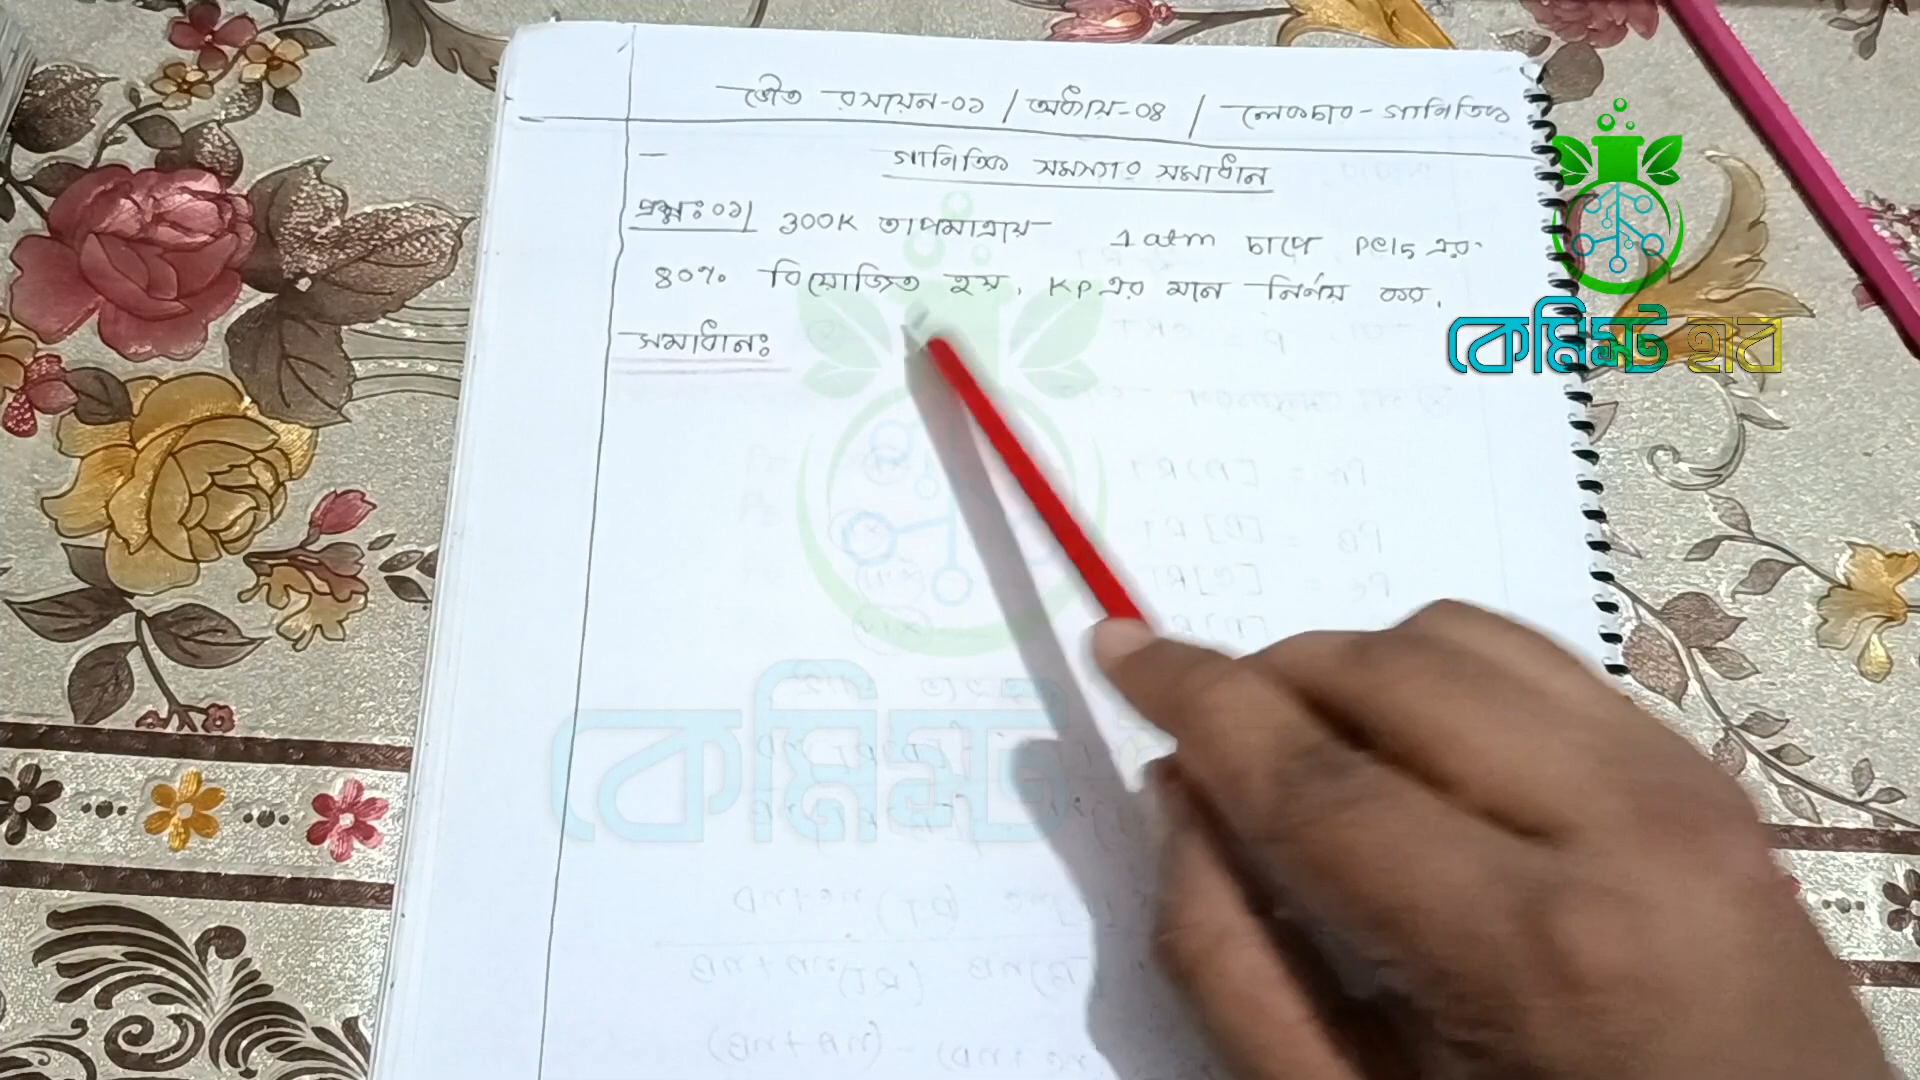 ভৌত রসায়ন-০১ / অধ্যায়-০৪ / লেকচার-গাণিতিক
গাণিতিক সমস্যার সমাধান
প্রশ্নঃ০১| 300K তাপমাত্রায় 1 atm চাপে PCl5 এর
৪০% বিয়োজিত হয়, KP এর মান নির্ণয় কর।
সমাধানঃ
কেমিস্ট হাব
কেমিস্ট